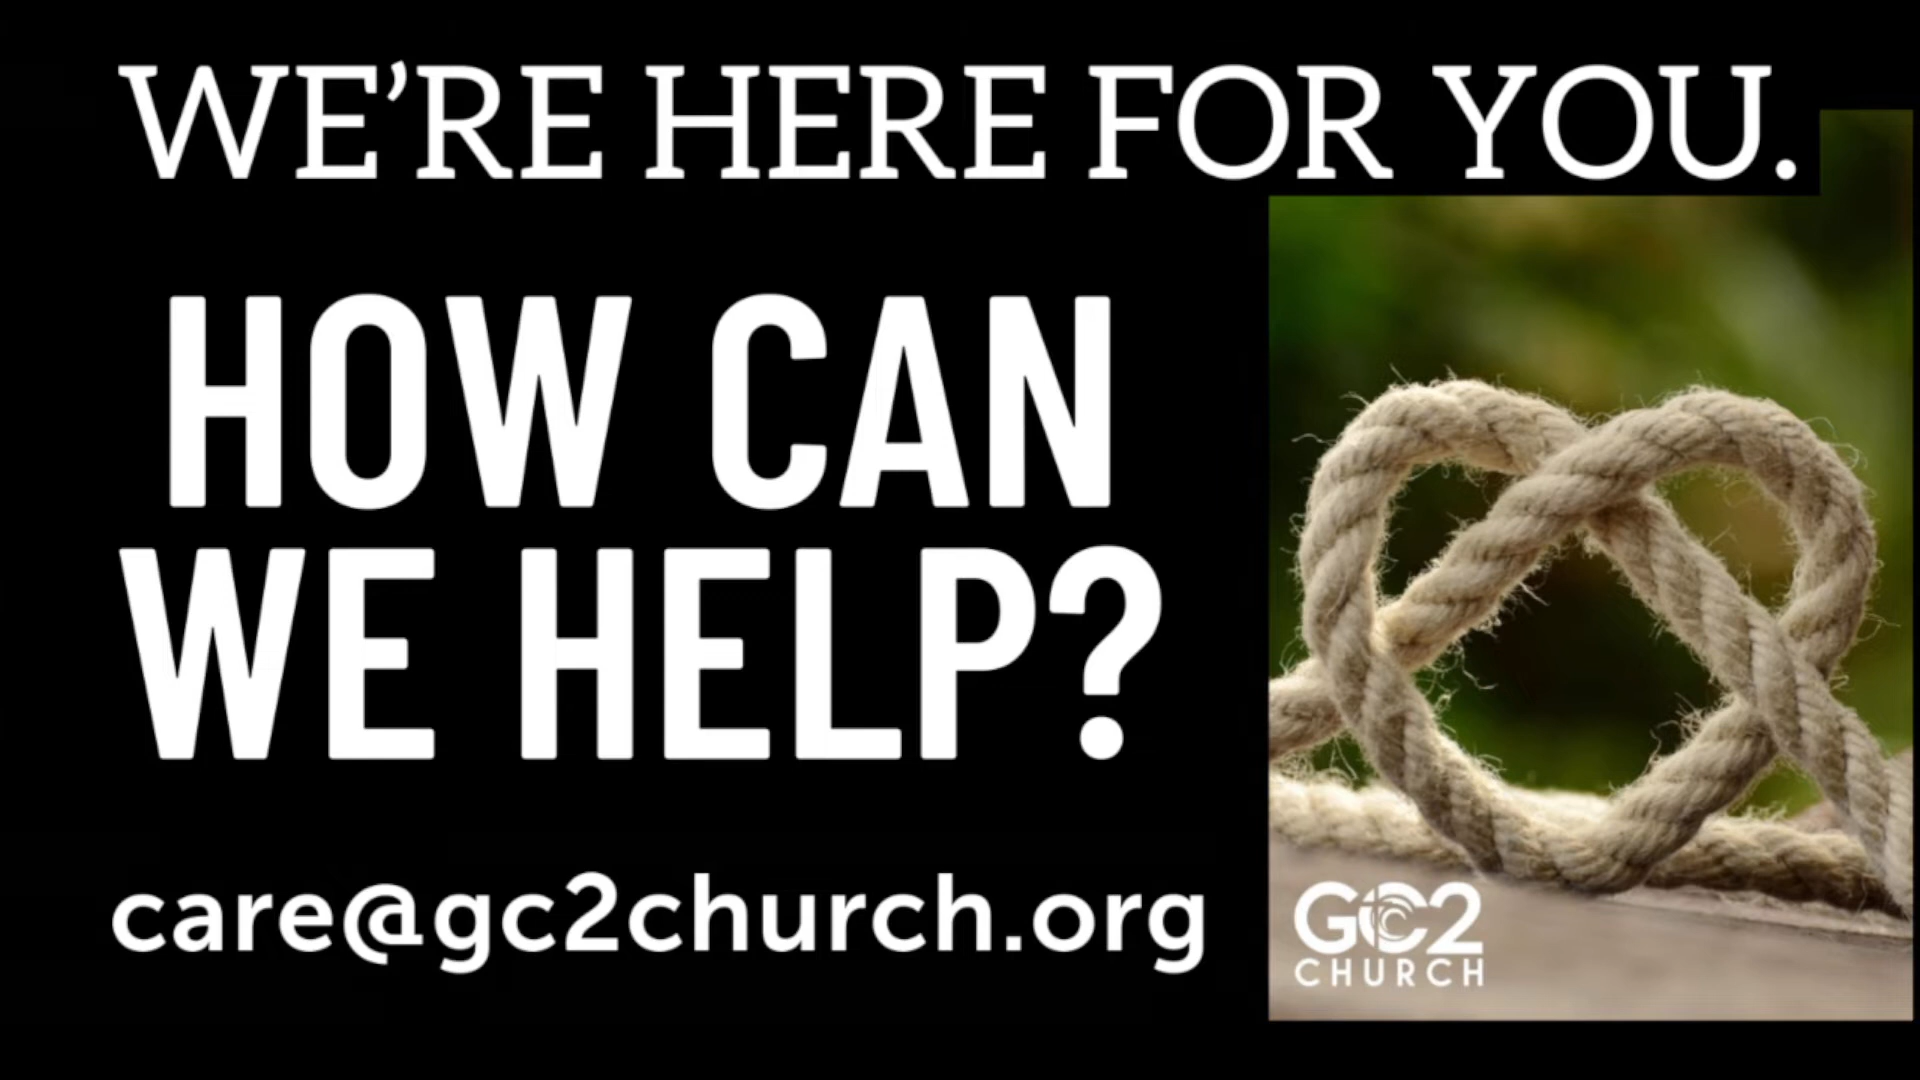 WE’RE HERE FOR YOU.
HOW CAN
WE HELP?
care@gc2church.org
GC2
CHURCH